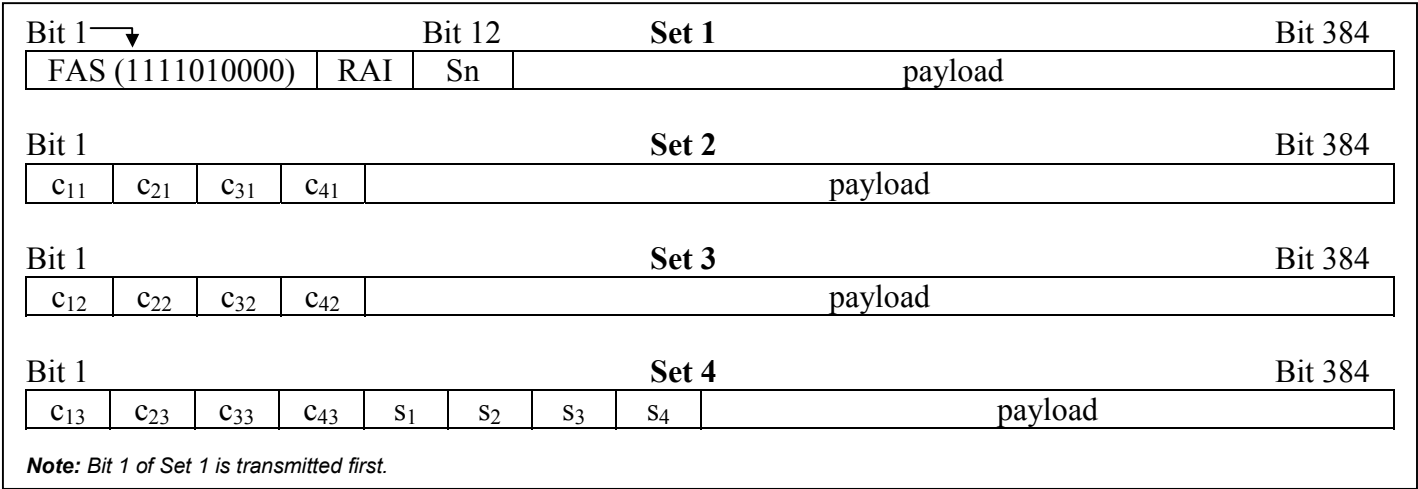 Bit 1 Bit 12 Set 1 Bit 384
FAS (1111010000) RAI Sn payload
Bit 1 Set 2 Bit 384
c₁₁ c₂₁ c₃₁ c₄₁ payload
Bit 1 Set 3 Bit 384
c₁₂ c₂₂ c₃₂ c₄₂ payload
Bit 1 Set 4 Bit 384
c₁₃ c₂₃ c₃₃ c₄₃ s₁ s₂ s₃ s₄ payload
Note: Bit 1 of Set 1 is transmitted first.